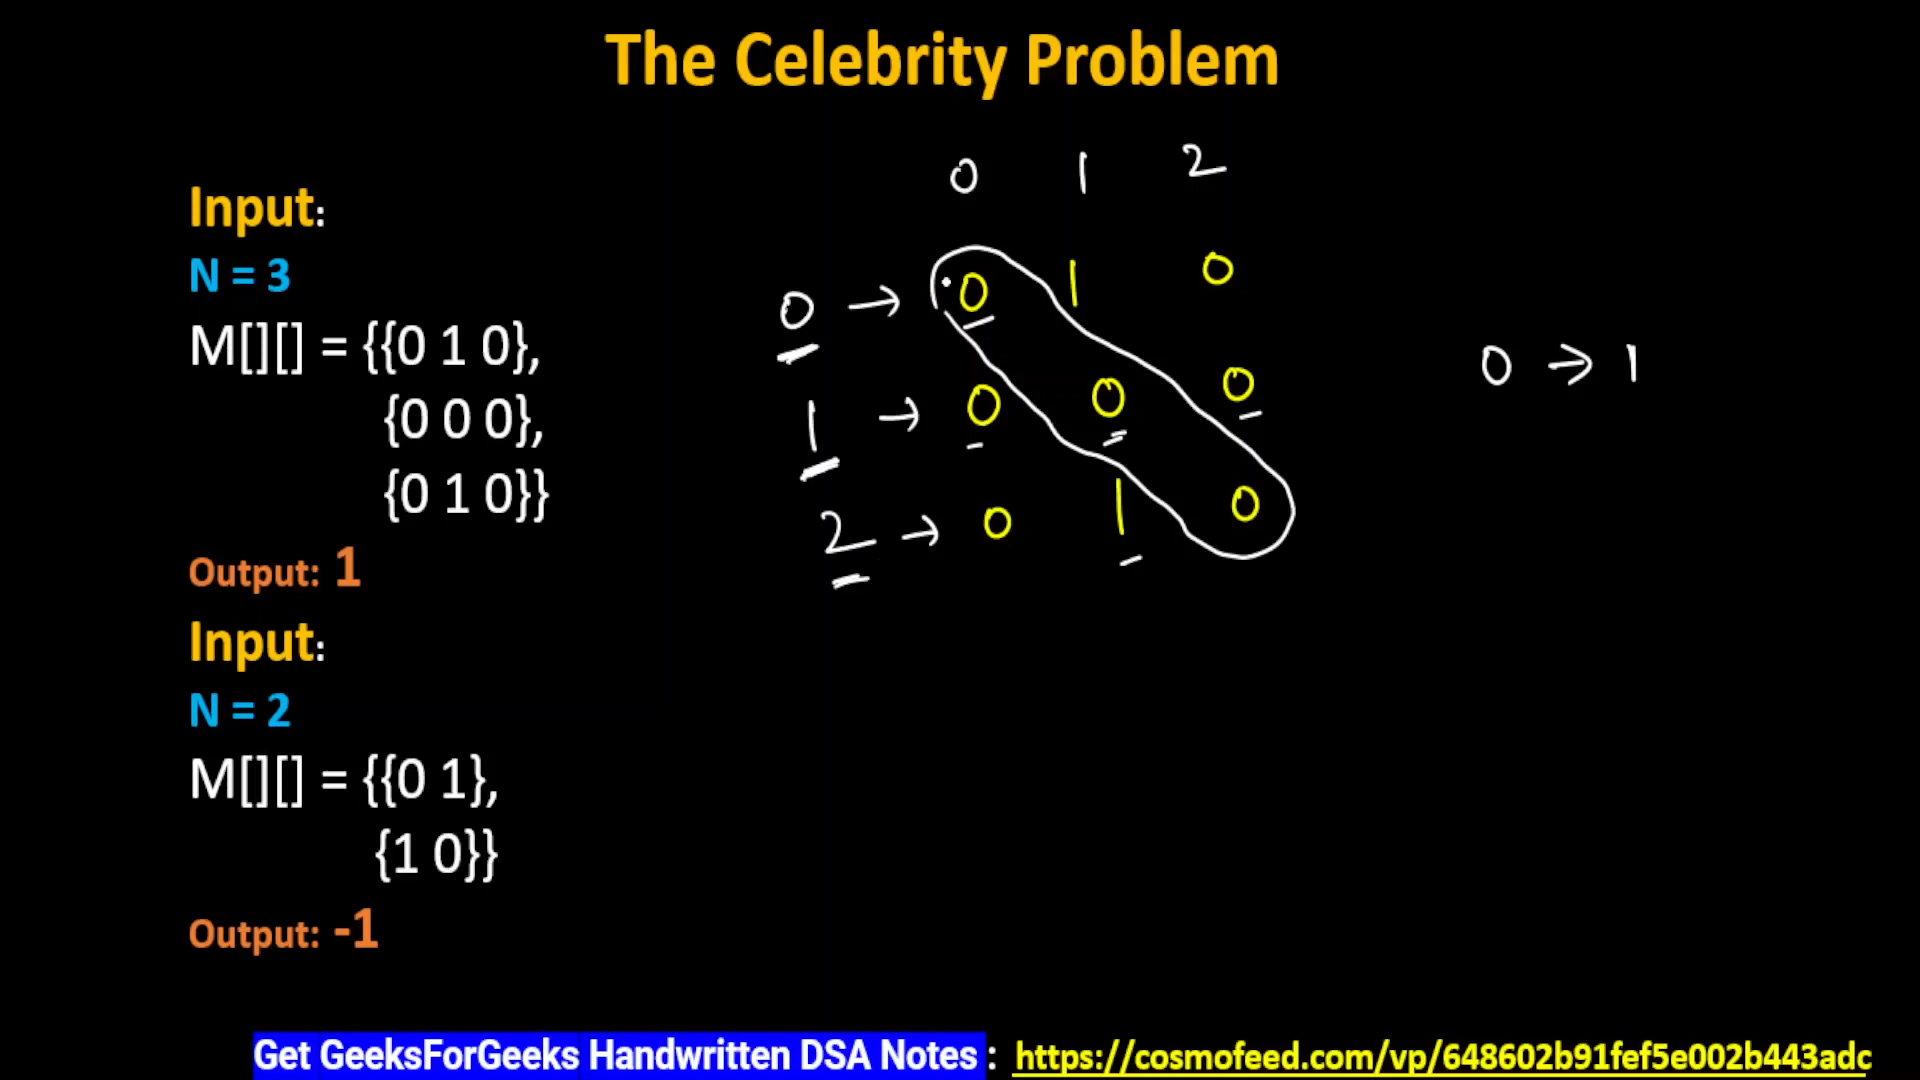 The Celebrity Problem
Input:
N = 3
M[][] = {{0 1 0},
{0 0 0},
{0 1 0}}
Output: 1
Input:
N = 2
M[][] = {{0 1},
{1 0}}
Output: -1
0 1 2
0 → 0 1 0
1 → 0 0 0
2 → 0 1 0
0 → 1
Get GeeksForGeeks Handwritten DSA Notes : https://cosmofeed.com/vp/648602b91fef5e002b443adc